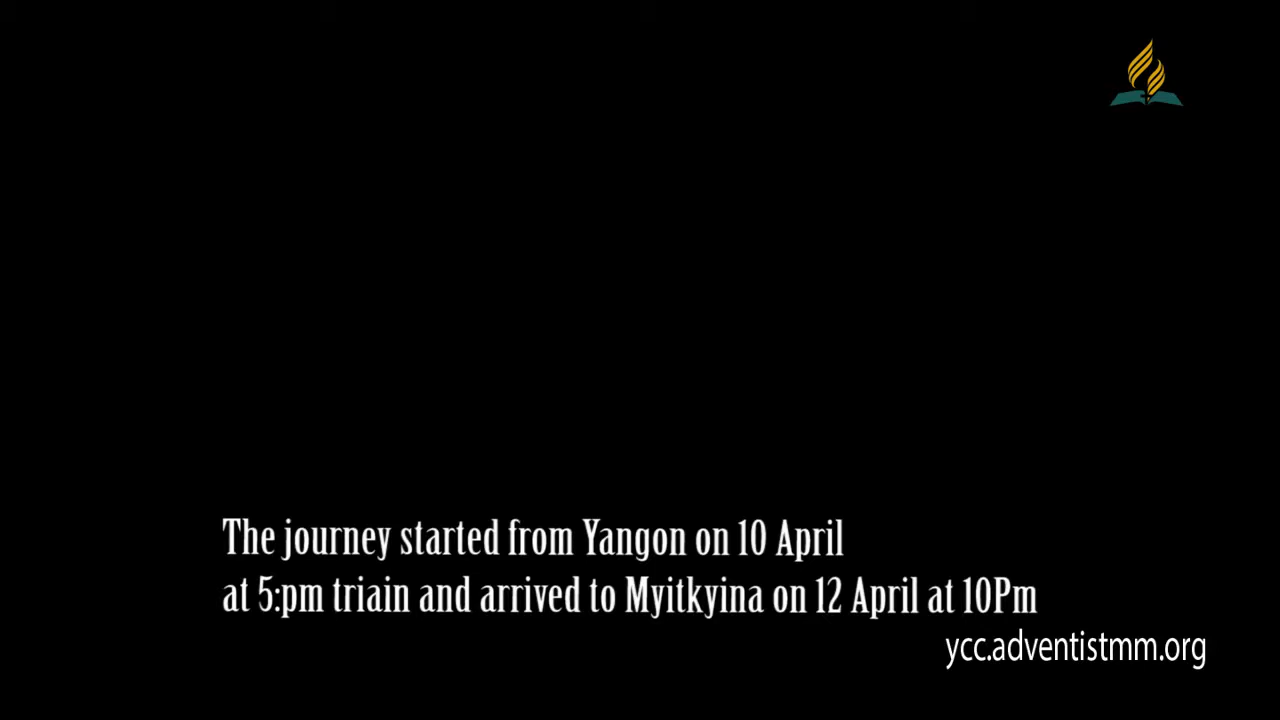 The journey started from Yangon on 10 April
at 5:pm triain and arrived to Myitkyina on 12 April at 10Pm
ycc.adventistmm.org